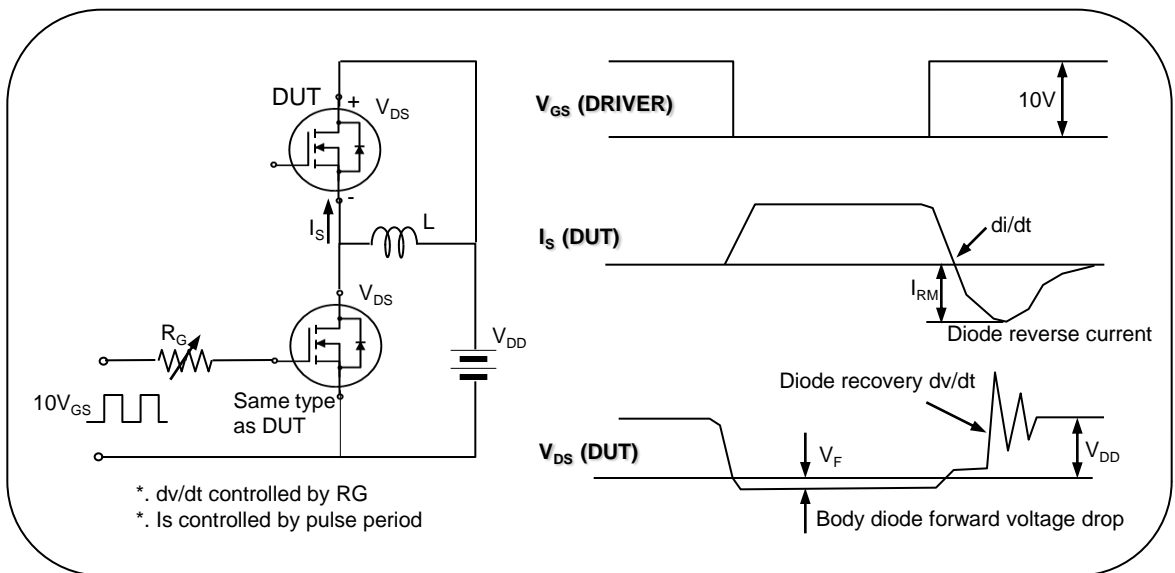 DUT
+
V_DS
-
I_S
L
V_DS
R_G
V_DD
10V_GS
Same type
as DUT
*. dv/dt controlled by RG
*. Is controlled by pulse period
V_GS (DRIVER)
10V
I_S (DUT)
di/dt
I_RM
Diode reverse current
Diode recovery dv/dt
V_DS (DUT)
V_F
V_DD
Body diode forward voltage drop